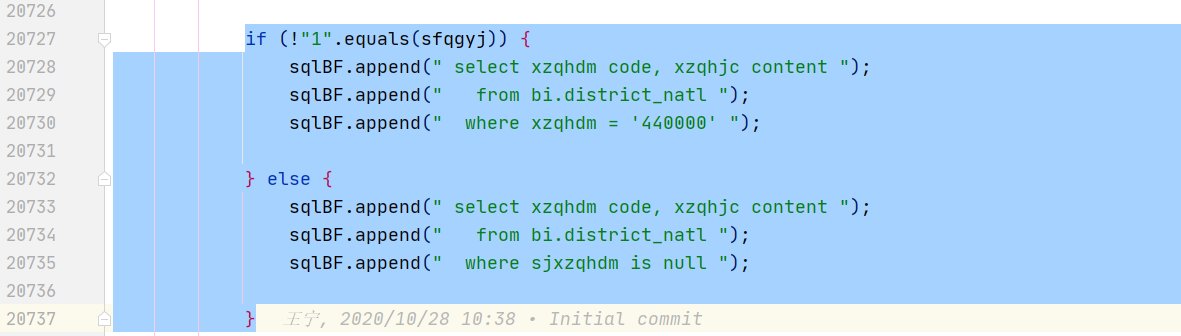 20726
20727 if (!"1".equals(sfqgyj)) {
20728 sqlBF.append(" select xzqhdm code, xzqhjc content ");
20729 sqlBF.append("   from bi.district_natl ");
20730 sqlBF.append("  where xzqhdm = '440000' ");
20731
20732 } else {
20733 sqlBF.append(" select xzqhdm code, xzqhjc content ");
20734 sqlBF.append("   from bi.district_natl ");
20735 sqlBF.append("  where sjxzqhdm is null ");
20736
20737 } 王宁, 2020/10/28 10:38 • Initial commit